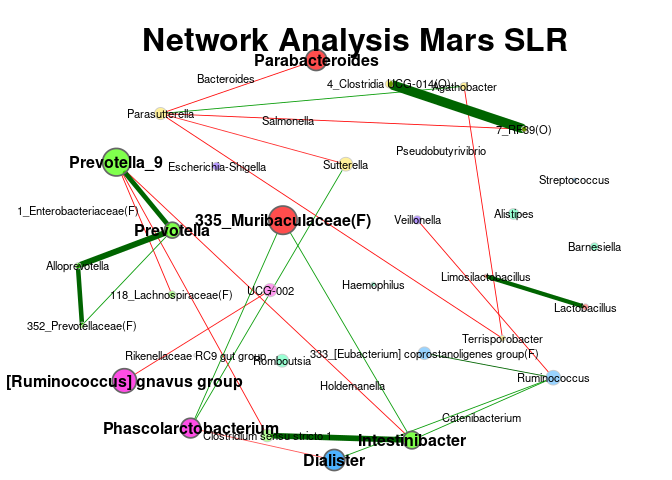 Network Analysis Mars SLR
Parabacteroides
Bacteroides
4_Clostridia UCG-014(O)
Agathobacter
Parasutterella
Salmonella
7_RF39(O)
Pseudobutyrivibrio
Prevotella_9
Escherichia-Shigella
Sutterella
Streptococcus
1_Enterobacteriaceae(F)
335_Muribaculaceae(F)
Veillonella
Alistipes
Prevotella
Barnesiella
Alloprevotella
Limosilactobacillus
118_Lachnospiraceae(F)
UCG-002
Haemophilus
Lactobacillus
352_Prevotellaceae(F)
Terrisporobacter
Rikenellaceae RC9 gut group
Romboutsia
333_[Eubacterium] coprostanoligenes group(F)
[Ruminococcus] gnavus group
Holdemanella
Ruminococcus
Catenibacterium
Phascolarctobacterium
Clostridium sensu stricto 1
Intestinibacter
Dialister